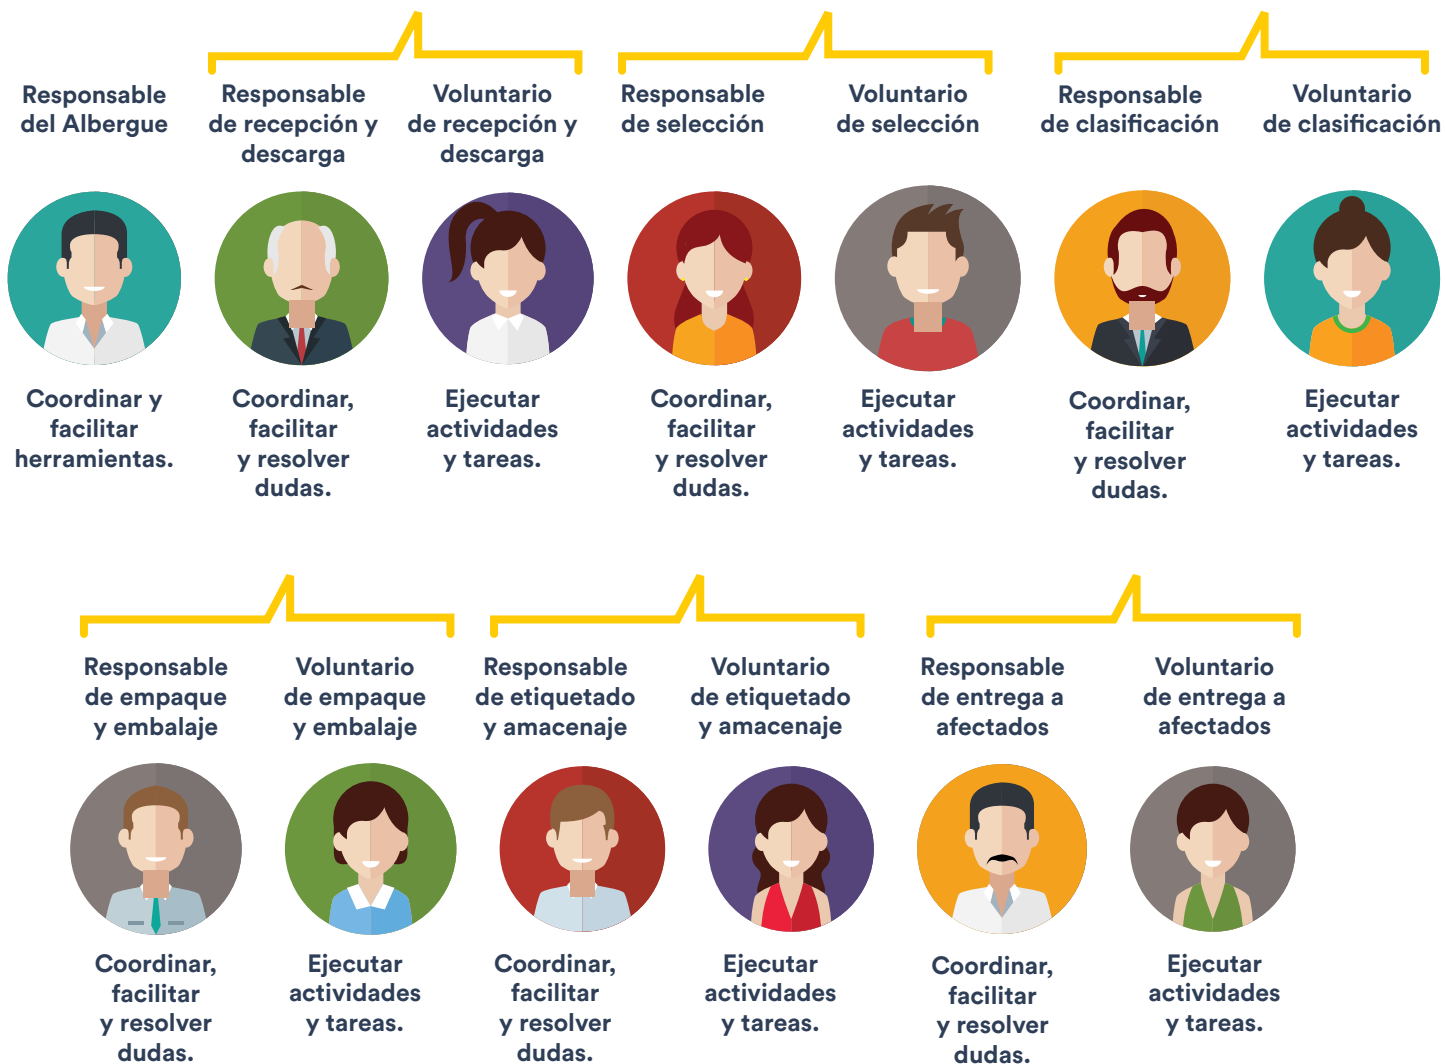 Responsable
del Albergue
Responsable
de recepción y
descarga
Voluntario
de recepción y
descarga
Responsable
de selección
Voluntario
de selección
Responsable
de clasificación
Voluntario
de clasificación
Coordinar y
facilitar
herramientas.
Coordinar,
facilitar
y resolver
dudas.
Ejecutar
actividades
y tareas.
Coordinar,
facilitar
y resolver
dudas.
Ejecutar
actividades
y tareas.
Coordinar,
facilitar
y resolver
dudas.
Ejecutar
actividades
y tareas.
Responsable
de empaque
y embalaje
Voluntario
de empaque
y embalaje
Responsable
de etiquetado
y amacenaje
Voluntario
de etiquetado
y amacenaje
Responsable
de entrega a
afectados
Voluntario
de entrega a
afectados
Coordinar,
facilitar
y resolver
dudas.
Ejecutar
actividades
y tareas.
Coordinar,
facilitar
y resolver
dudas.
Ejecutar
actividades
y tareas.
Coordinar,
facilitar
y resolver
dudas.
Ejecutar
actividades
y tareas.